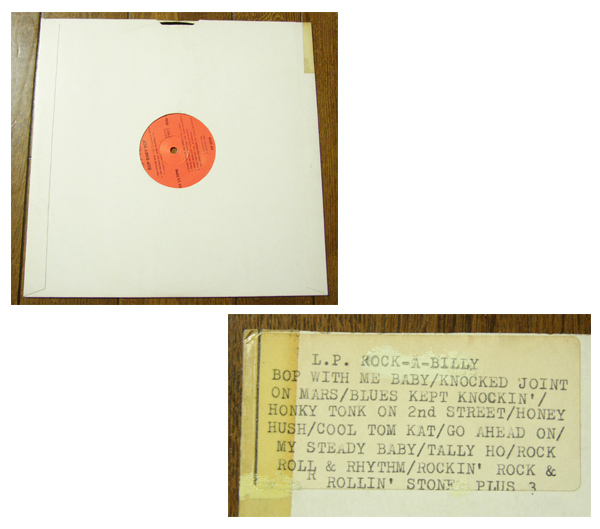 L.P. ROCK-A-BILLY
BOP WITH ME BABY/KNOCKED JOINT
ON MARS/BLUES KEPT KNOCKIN'/
HONKY TONK ON 2nd STREET/HONEY
HUSH/COOL TOM KAT/GO AHEAD ON/
MY STEADY BABY/TALLY HO/ROCK
ROLL & RHYTHM/ROCKIN' ROCK &
R ROLLIN' STONE PLUS 3